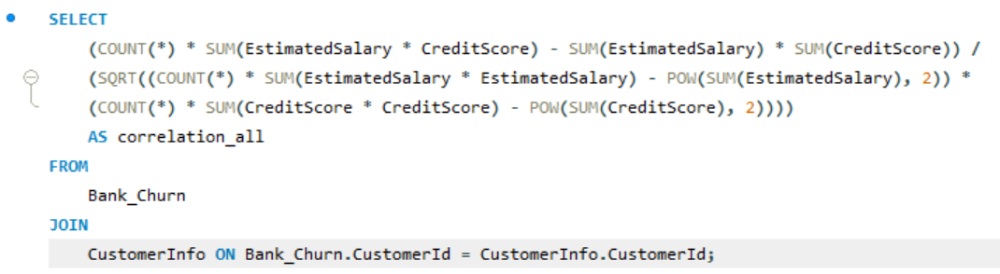 SELECT
(COUNT(*) * SUM(EstimatedSalary * CreditScore) - SUM(EstimatedSalary) * SUM(CreditScore)) /
(SQRT((COUNT(*) * SUM(EstimatedSalary * EstimatedSalary) - POW(SUM(EstimatedSalary), 2)) *
(COUNT(*) * SUM(CreditScore * CreditScore) - POW(SUM(CreditScore), 2))))
AS correlation_all
FROM
Bank_Churn
JOIN
CustomerInfo ON Bank_Churn.CustomerId = CustomerInfo.CustomerId;